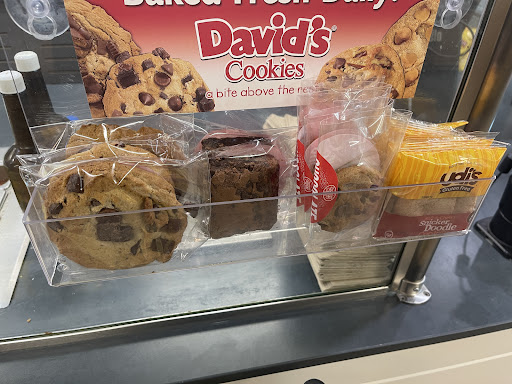 Baked Fresh Daily!
David's
Cookies
a bite above the rest
udi's
Gluten Free
Snicker
Doodle